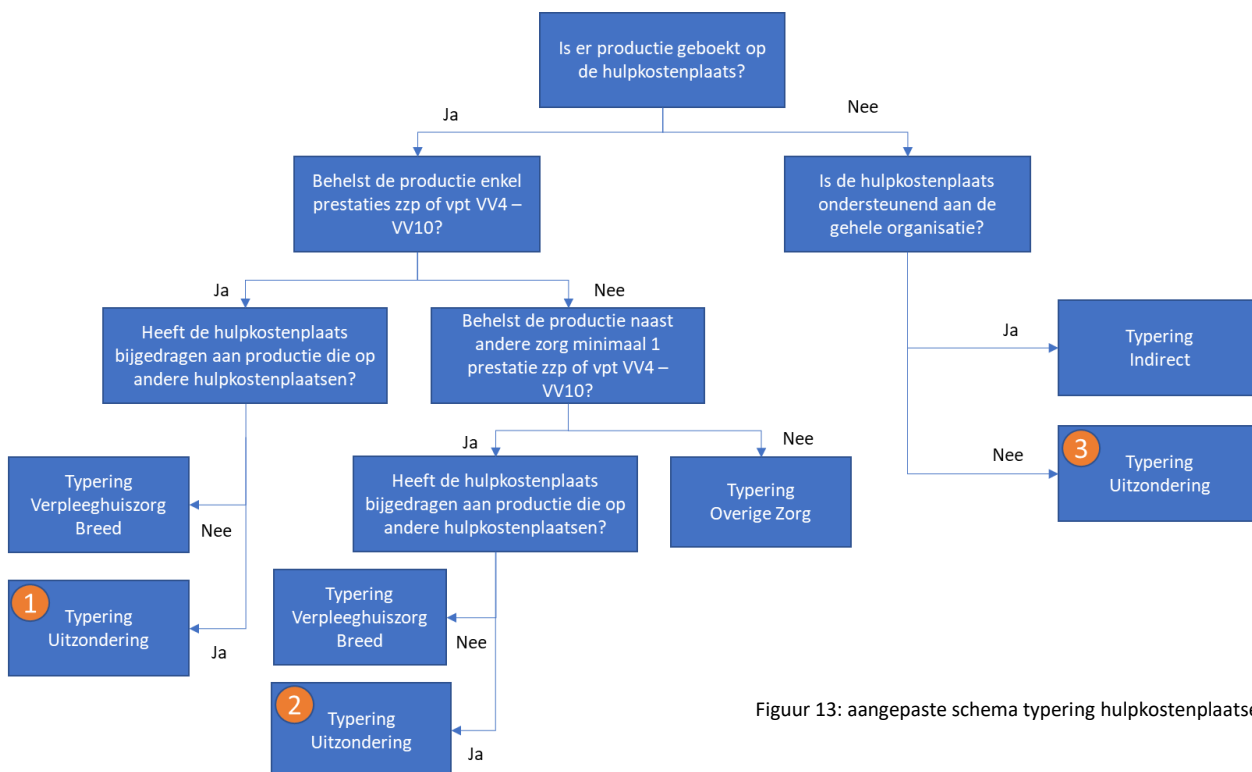 Is er productie geboekt op
de hulpkostenplaats?
Ja
Nee
Behelst de productie enkel
prestaties zzp of vpt VV4 –
VV10?
Is de hulpkostenplaats
ondersteunend aan de
gehele organisatie?
Ja
Nee
Heeft de hulpkostenplaats
bijgedragen aan productie die op
andere hulpkostenplaatsen?
Behelst de productie naast
andere zorg minimaal 1
prestatie zzp of vpt VV4 –
VV10?
Ja
Typering
Indirect
Nee
3
Typering
Uitzondering
Ja
Nee
Typering
Verpleeghuiszorg
Breed
Nee
Heeft de hulpkostenplaats
bijgedragen aan productie die op
andere hulpkostenplaatsen?
Typering
Overige Zorg
1
Typering
Uitzondering
Ja
Typering
Verpleeghuiszorg
Breed
Nee
2
Typering
Uitzondering
Ja
Figuur 13: aangepaste schema typering hulpkostenplaatse